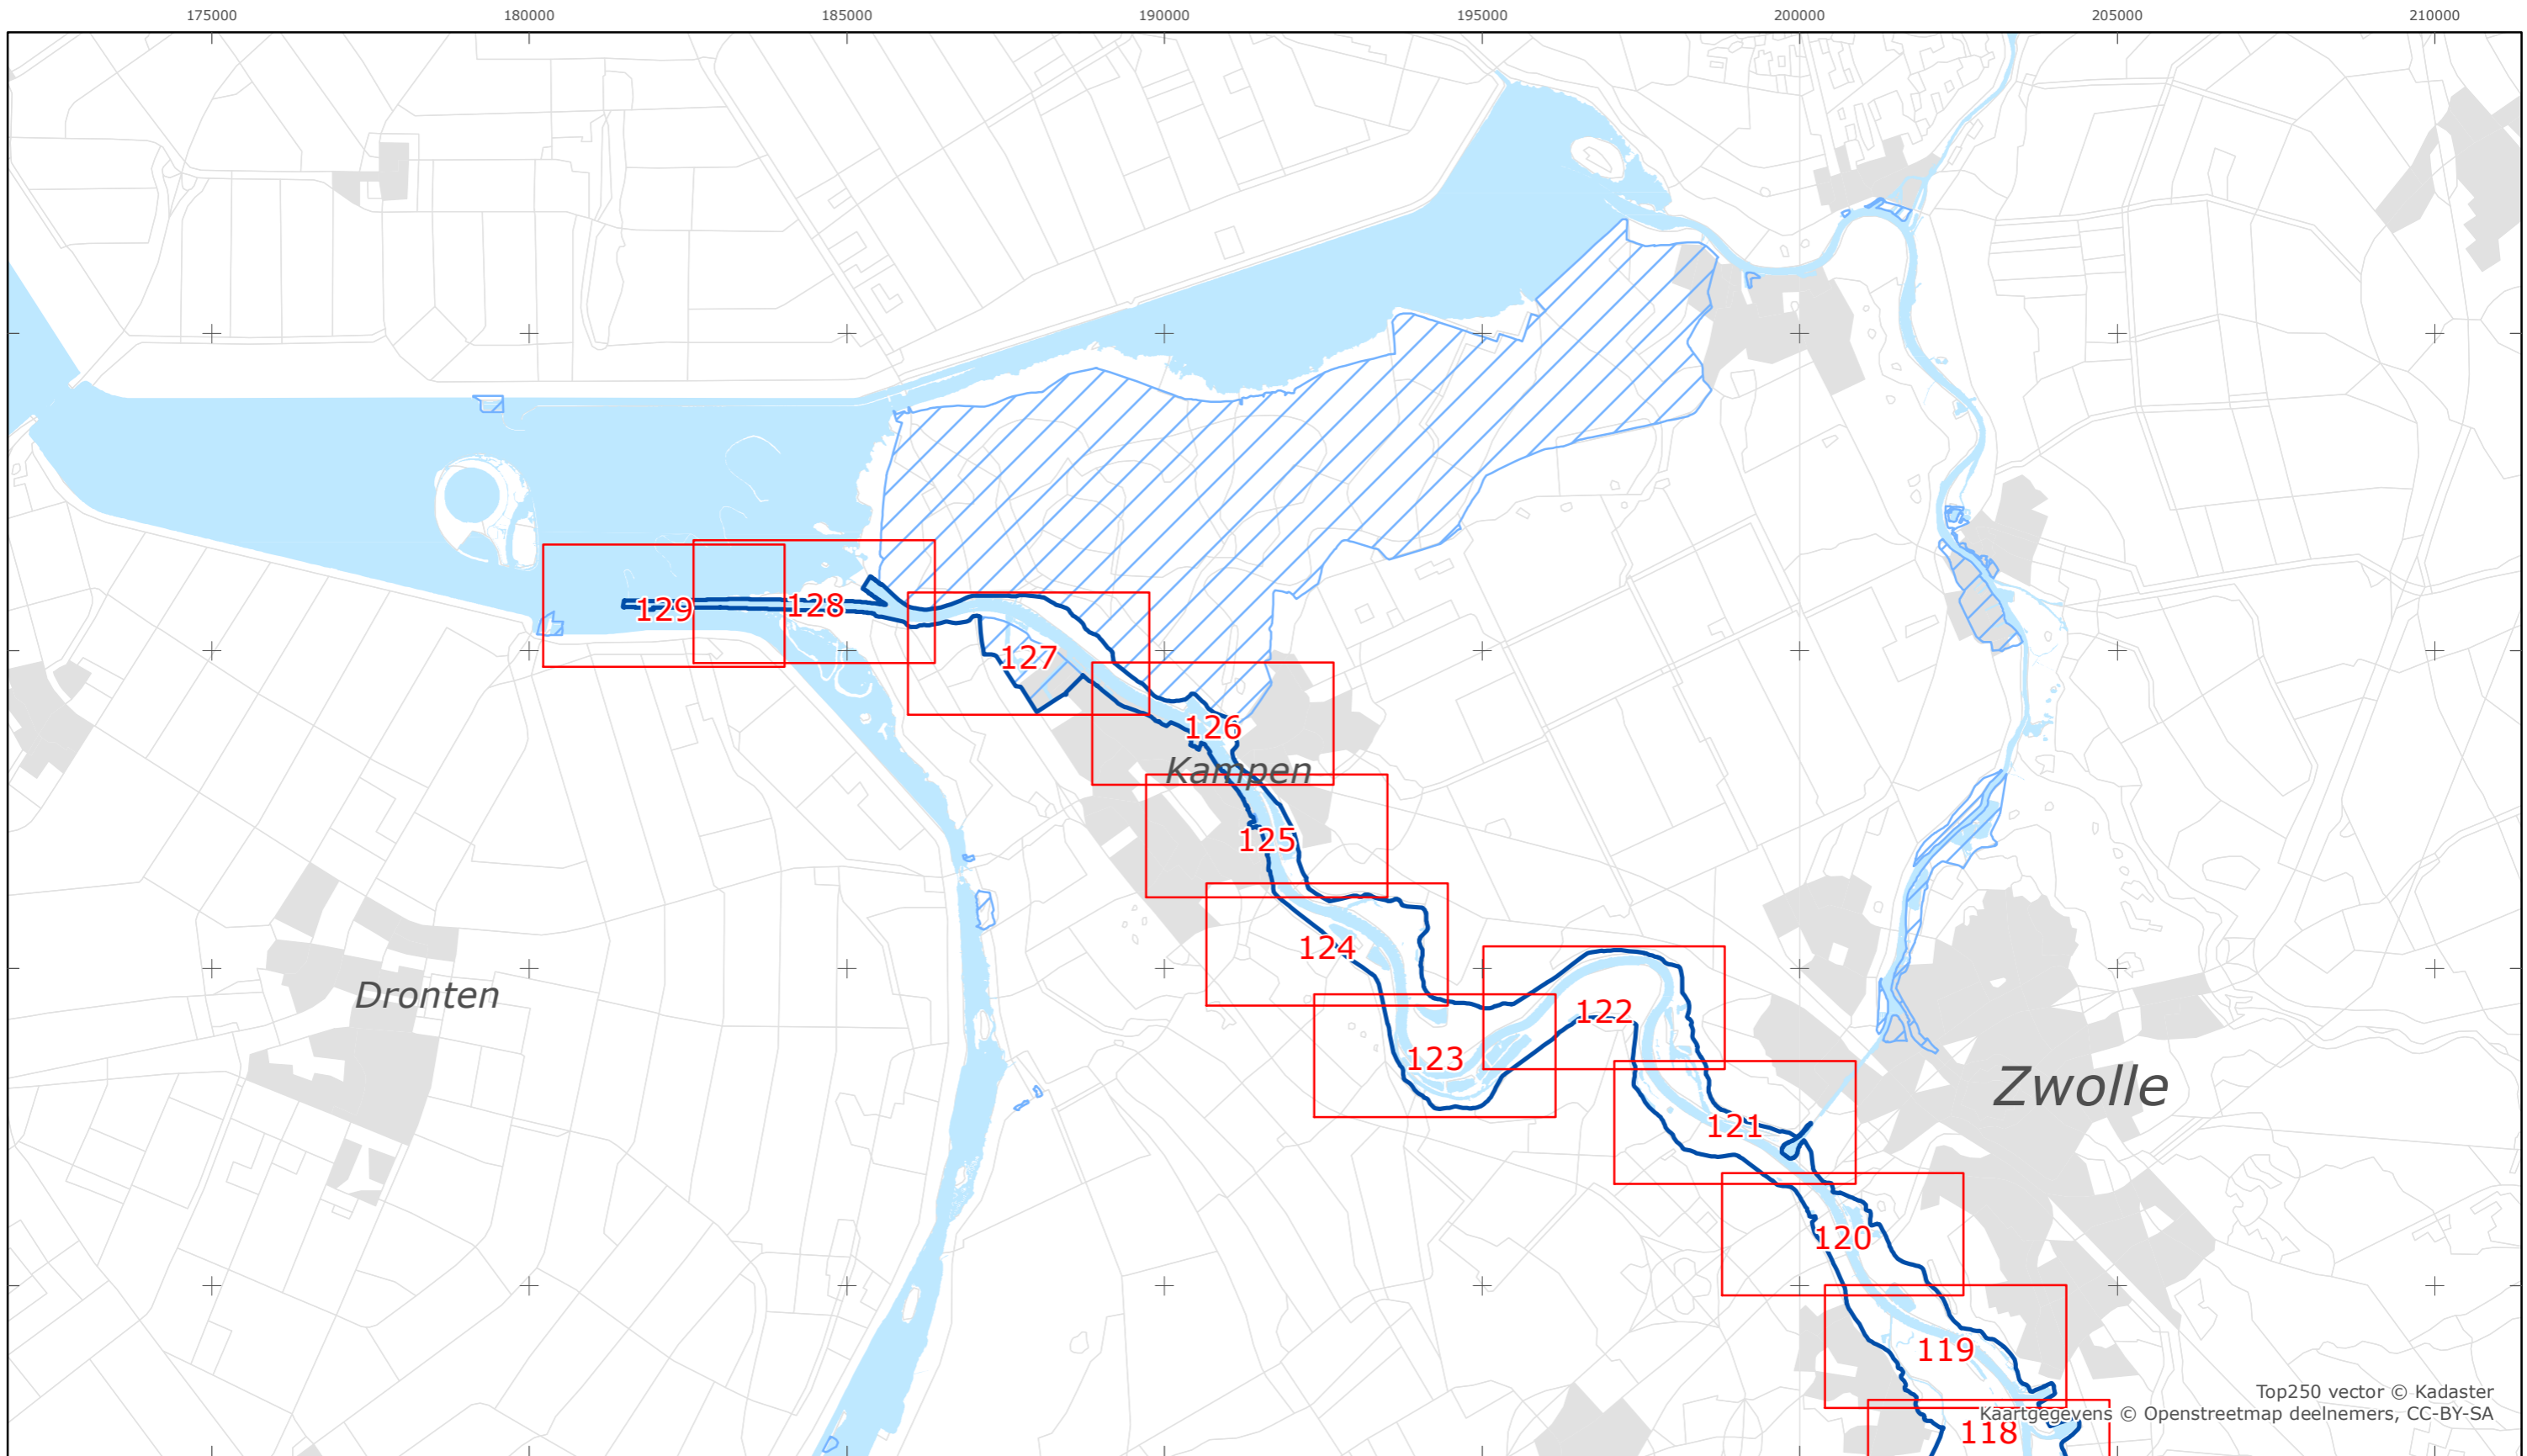 175000 180000 185000 190000 195000 200000 205000 210000
129
128
127
126
Kampen
125
124
Dronten
122
123
Zwolle
121
120
119
Top250 vector © Kadaster
Kaartgegevens © Openstreetmap deelnemers, CC-BY-SA
118